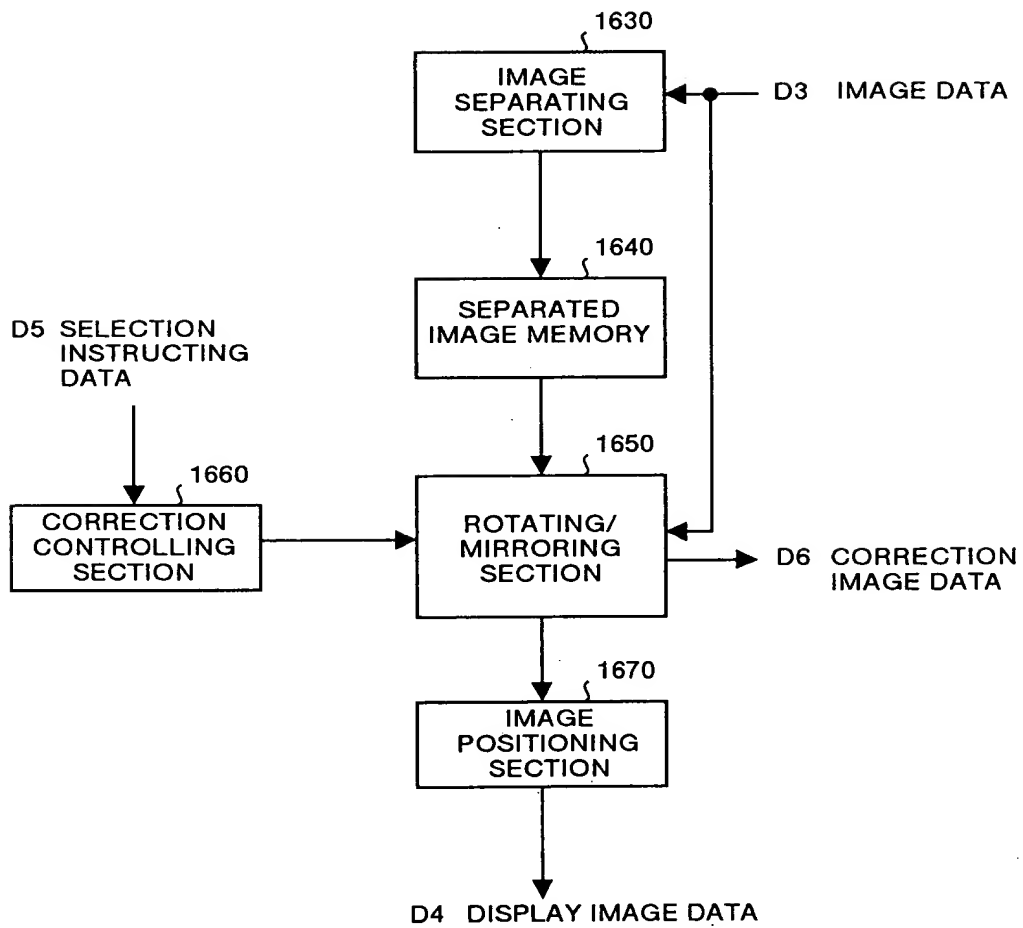 1630
IMAGE
SEPARATING
SECTION
D3 IMAGE DATA
1640
SEPARATED
IMAGE MEMORY
D5 SELECTION
INSTRUCTING
DATA
1650
1660
CORRECTION
CONTROLLING
SECTION
ROTATING/
MIRRORING
SECTION
D6 CORRECTION
IMAGE DATA
1670
IMAGE
POSITIONING
SECTION
D4 DISPLAY IMAGE DATA